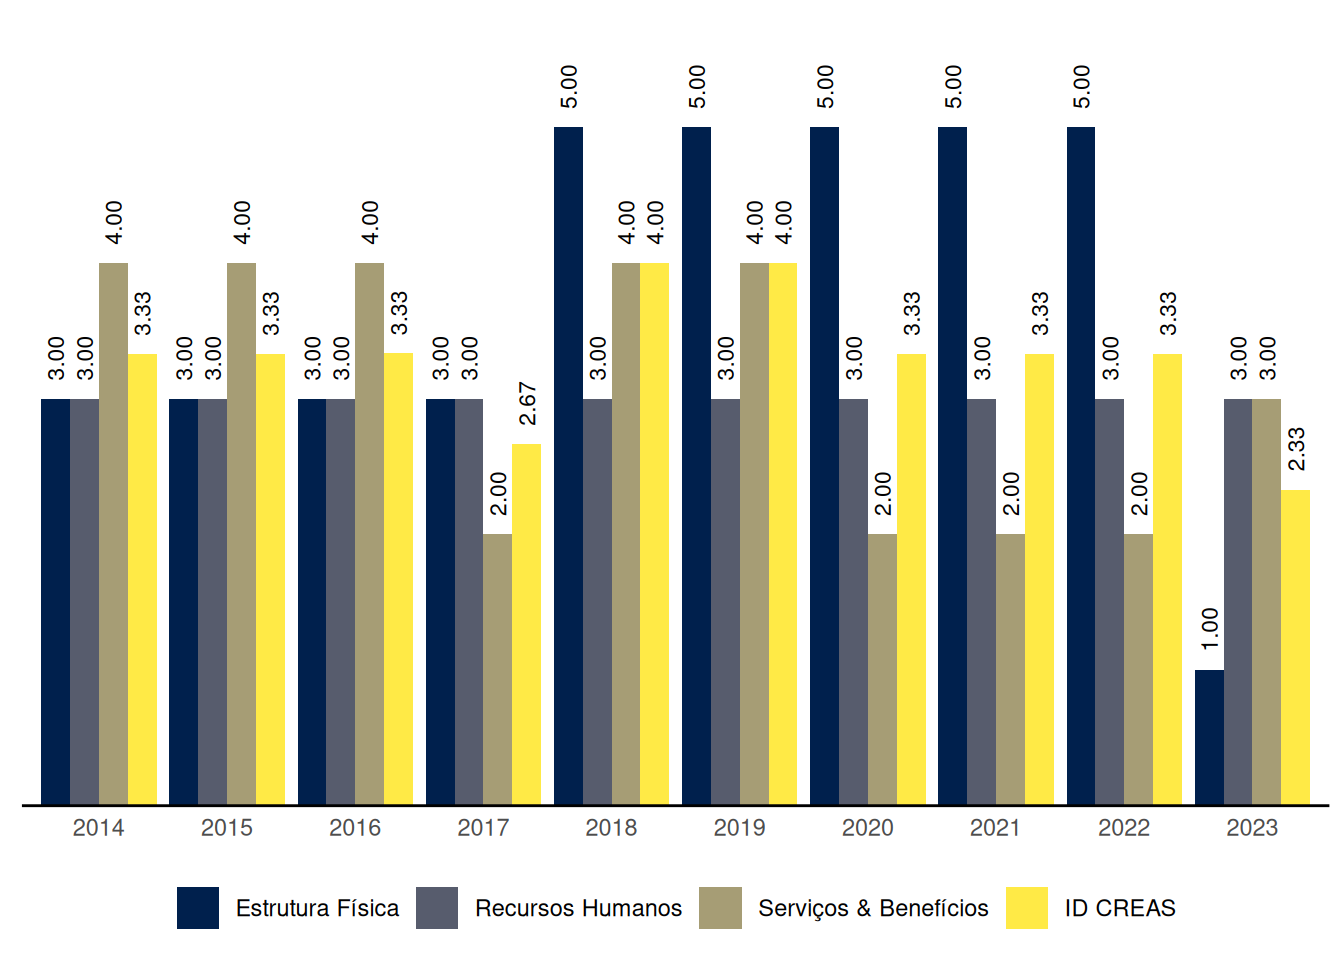 3.00 3.00 4.00 3.33 3.00 3.00 4.00 3.33 3.00 3.00 4.00 3.33 3.00 3.00 2.00 2.67 5.00 3.00 4.00 4.00 5.00 3.00 4.00 4.00 5.00 3.00 2.00 3.33 5.00 3.00 2.00 3.33 5.00 3.00 2.00 3.33 1.00 3.00 3.00 2.33
2014 2015 2016 2017 2018 2019 2020 2021 2022 2023
Estrutura Física Recursos Humanos Serviços & Benefícios ID CREAS